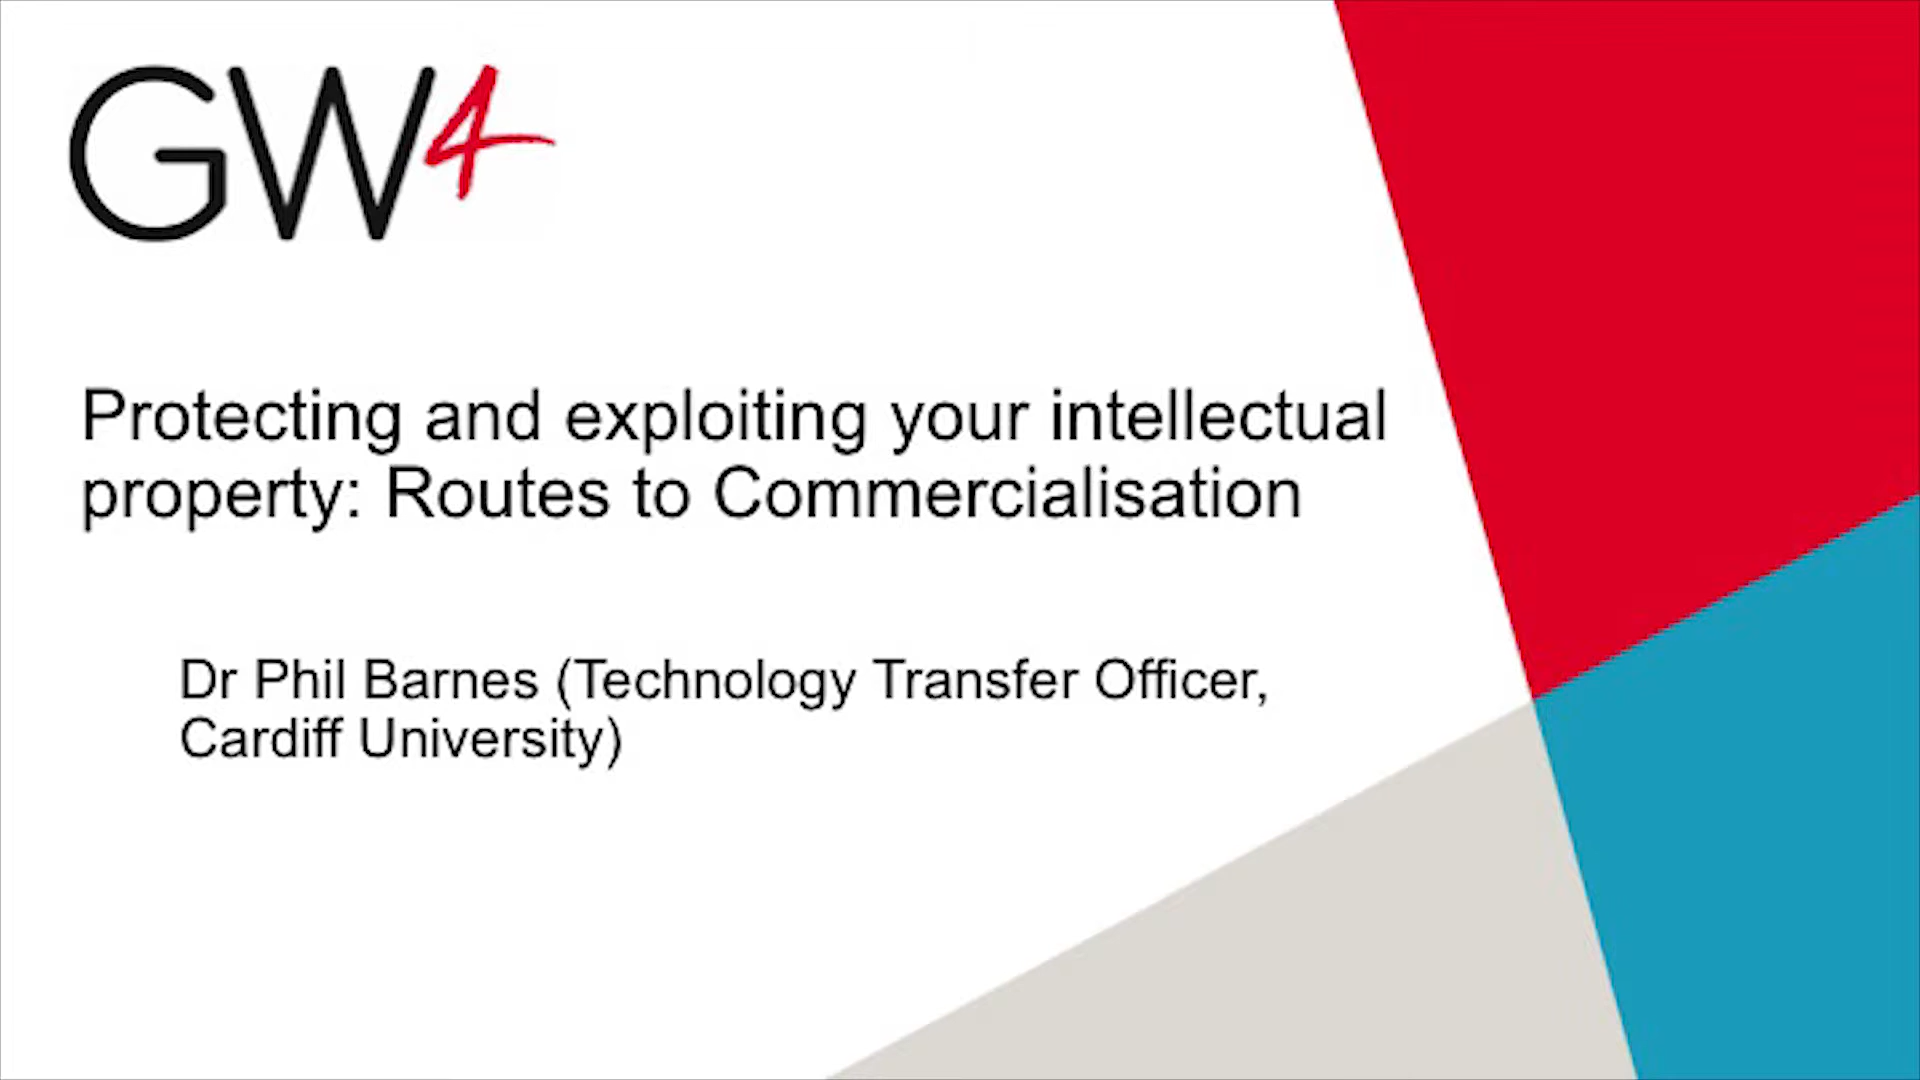 GW4
Protecting and exploiting your intellectual
property: Routes to Commercialisation
Dr Phil Barnes (Technology Transfer Officer,
Cardiff University)